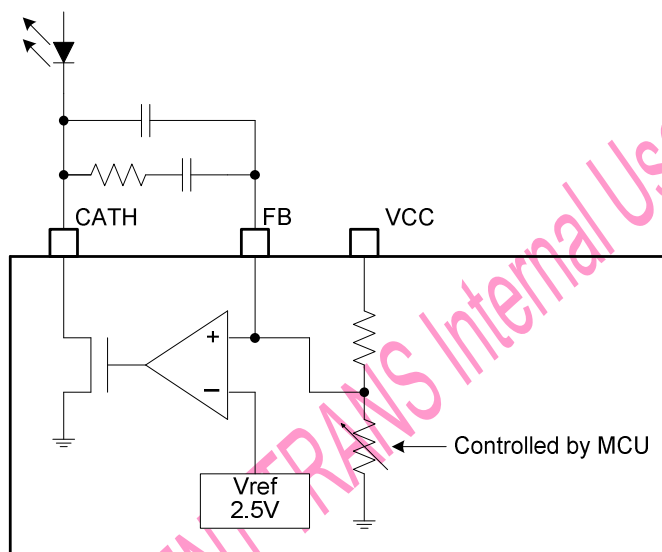 CATH
FB
VCC
+
−
Vref
2.5V
Controlled by MCU
TRANS Internal Us